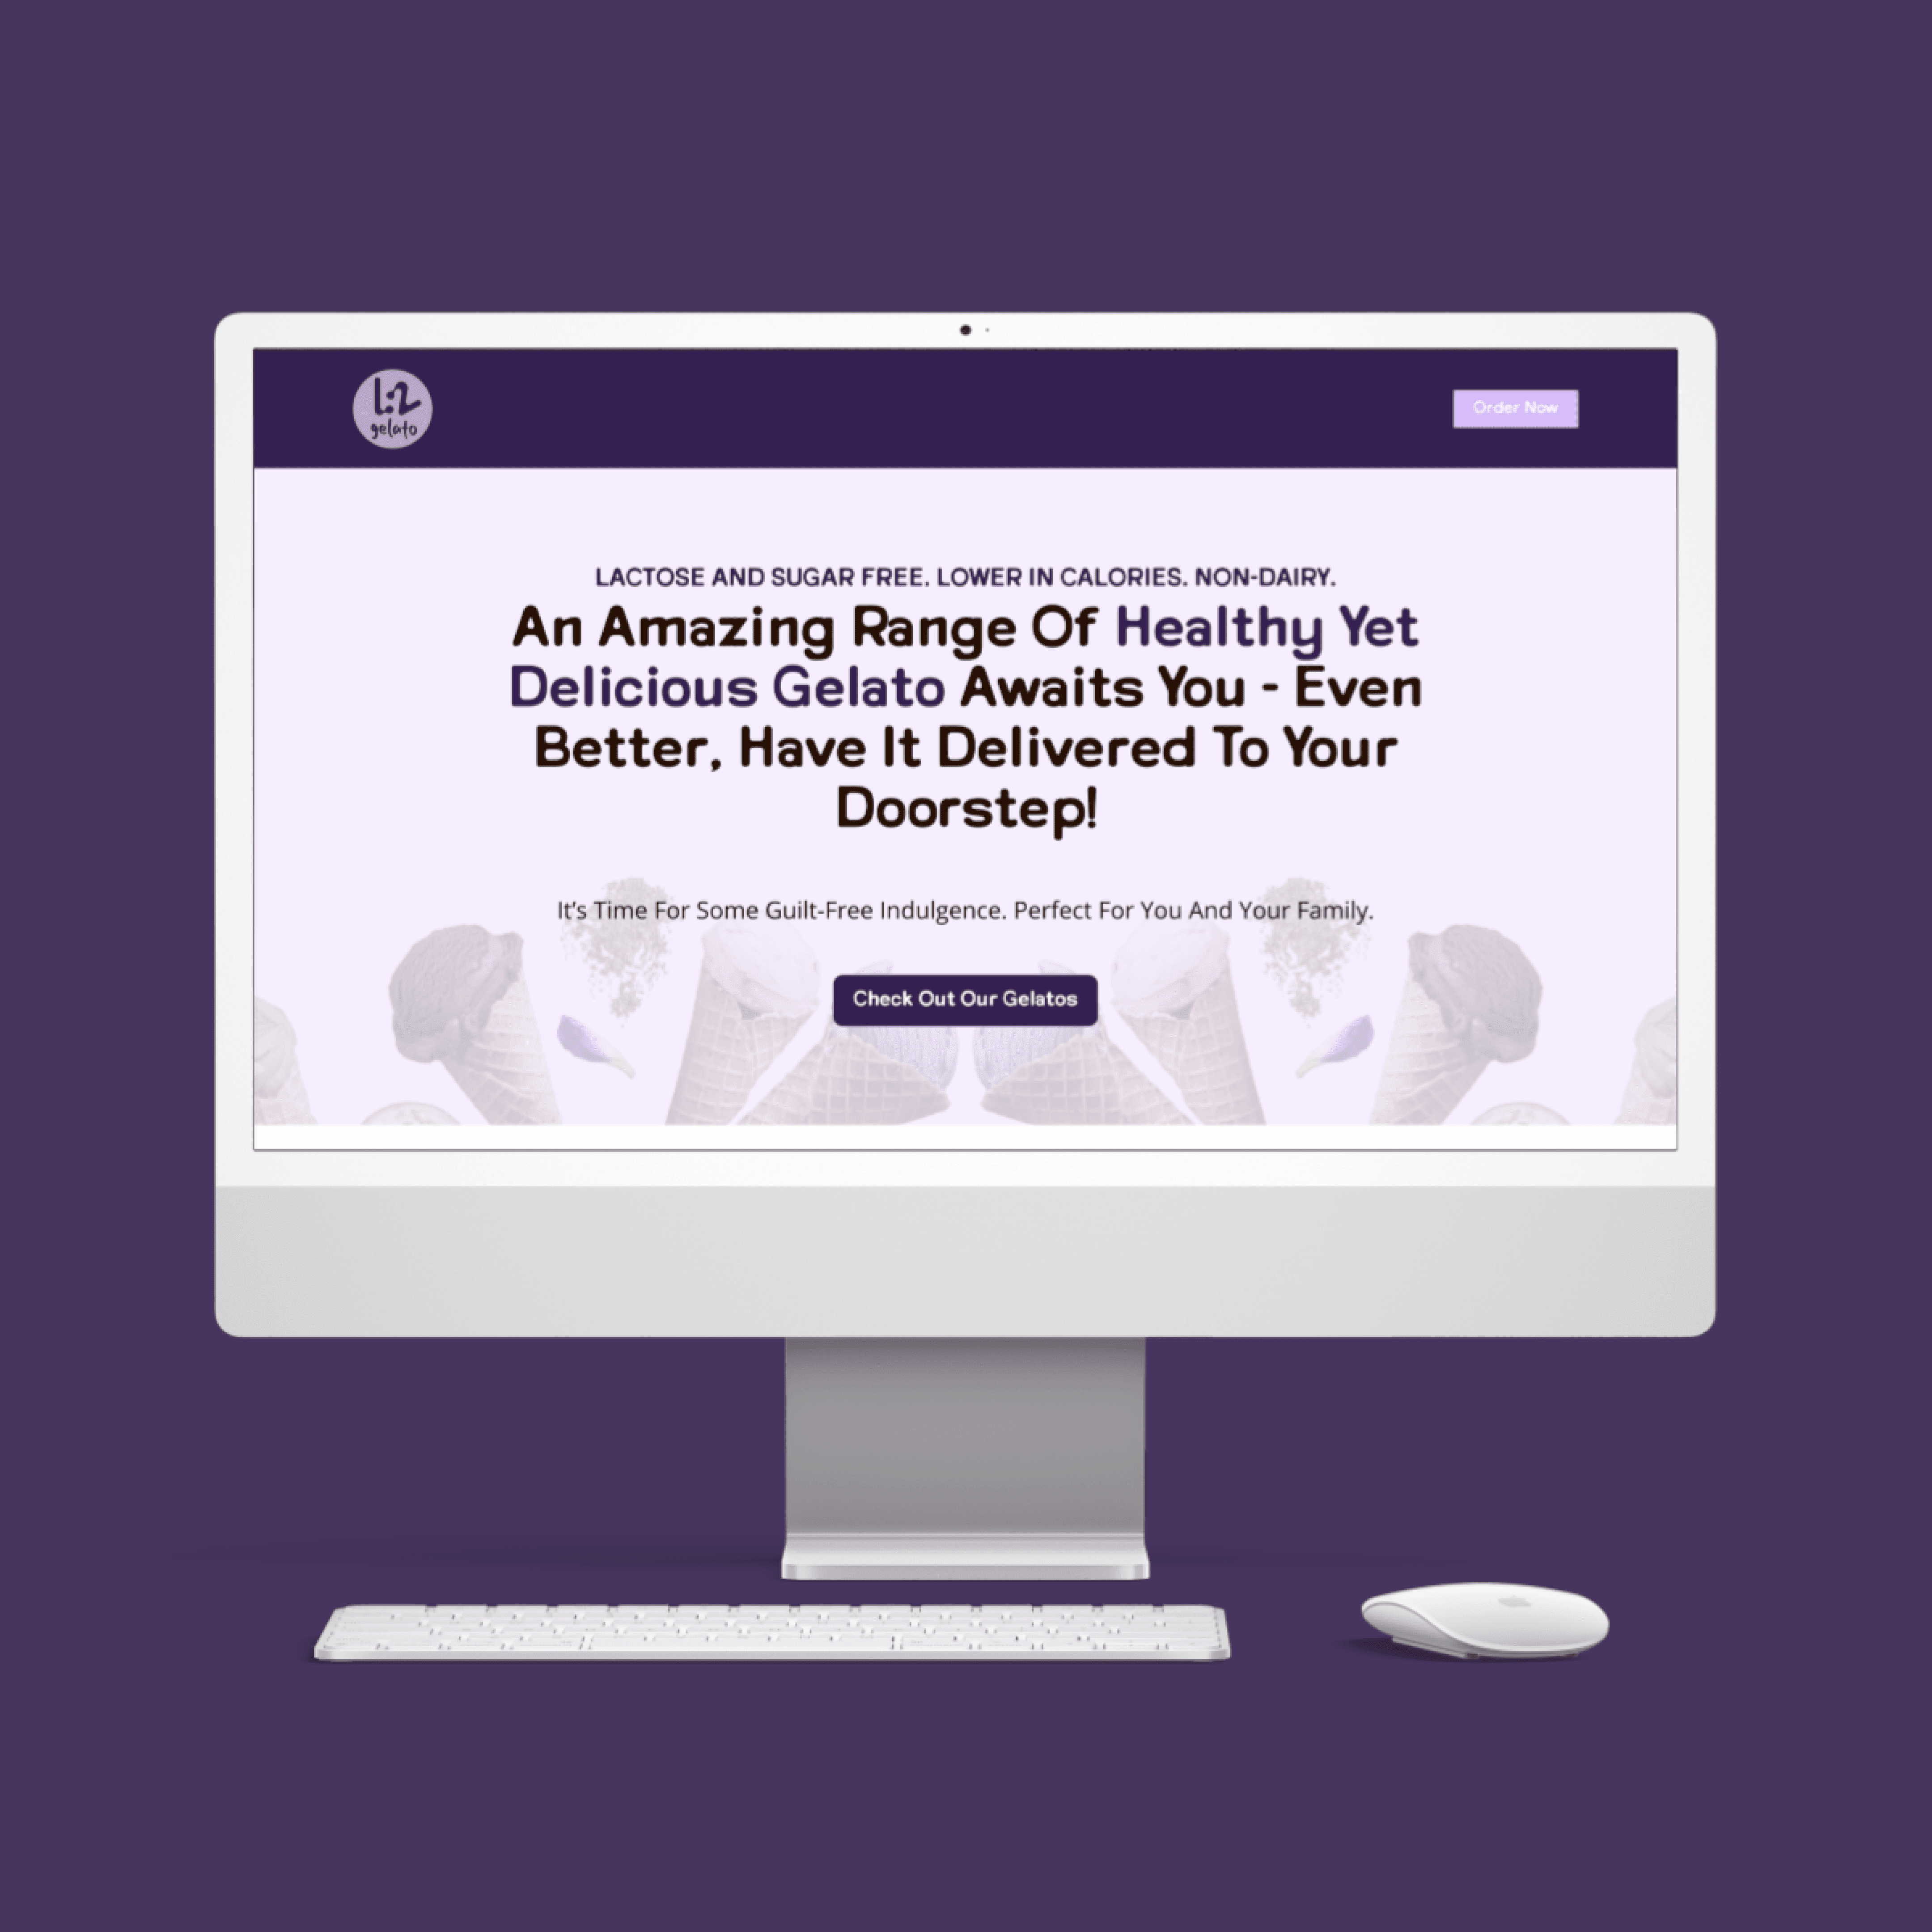 L:2
gelato
Order Now
LACTOSE AND SUGAR FREE. LOWER IN CALORIES. NON-DAIRY.
An Amazing Range Of Healthy Yet
Delicious Gelato Awaits You - Even
Better, Have It Delivered To Your
Doorstep!
It's Time For Some Guilt-Free Indulgence. Perfect For You And Your Family.
Check Out Our Gelatos